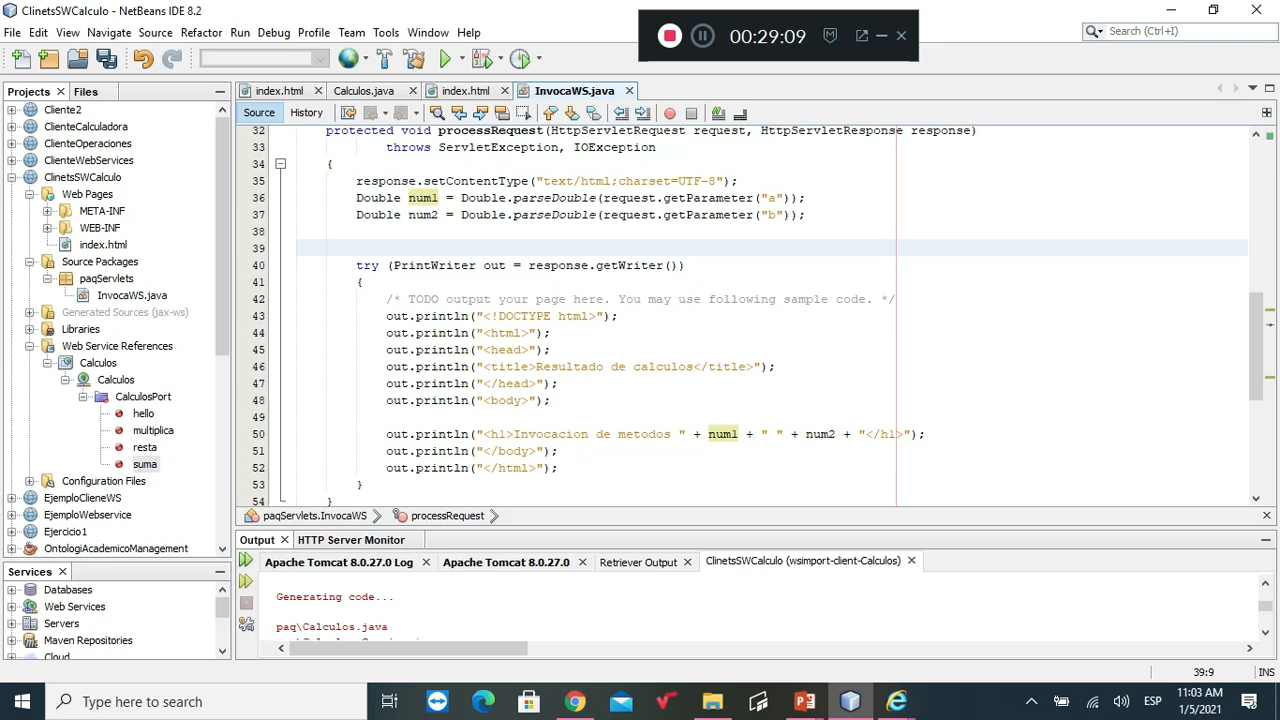 ClinetsSWCalculo - NetBeans IDE 8.2
00:29:09
File Edit View Navigate Source Refactor Run Debug Profile Team Tools Window Help
Search (Ctrl+I)
Projects Files
index.html Calculos.java index.html InvocaWS.java
Source History
Cliente2
ClienteCalculadora
ClienteOperaciones
ClienteWebServices
ClinetsSWCalculo
Web Pages
META-INF
WEB-INF
index.html
Source Packages
paqServlets
InvocaWS.java
Generated Sources (jax-ws)
Libraries
Web Service References
Calculos
Calculos
CalculosPort
hello
multiplica
resta
suma
Configuration Files
EjemploClieneWS
EjemploWebservice
Ejercicio1
OntologiAcademicoManagement
32 protected void processRequest(HttpServletRequest request, HttpServletResponse response)
33 throws ServletException, IOException
34 {
35 response.setContentType("text/html;charset=UTF-8");
36 Double num1 = Double.parseDouble(request.getParameter("a"));
37 Double num2 = Double.parseDouble(request.getParameter("b"));
38
39
40 try (PrintWriter out = response.getWriter())
41 {
42 /* TODO output your page here. You may use following sample code. */
43 out.println("<!DOCTYPE html>");
44 out.println("<html>");
45 out.println("<head>");
46 out.println("<title>Resultado de calculos</title>");
47 out.println("</head>");
48 out.println("<body>");
49
50 out.println("<h1>Invocacion de metodos " + num1 + " " + num2 + "</h1>");
51 out.println("</body>");
52 out.println("</html>");
53 }
54 }
paqServlets.InvocaWS processRequest
Services
Databases
Web Services
Servers
Maven Repositories
Cloud
Output HTTP Server Monitor
Apache Tomcat 8.0.27.0 Log Apache Tomcat 8.0.27.0 Retriever Output ClinetsSWCalculo (wsimport-client-Calculos)
Generating code...
paq\Calculos.java
39:9 INS
Type here to search
ESP
11:03 AM
1/5/2021